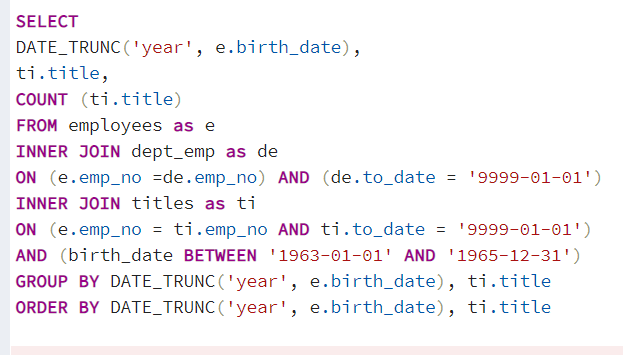 SELECT
DATE_TRUNC('year', e.birth_date),
ti.title,
COUNT (ti.title)
FROM employees as e
INNER JOIN dept_emp as de
ON (e.emp_no =de.emp_no) AND (de.to_date = '9999-01-01')
INNER JOIN titles as ti
ON (e.emp_no = ti.emp_no AND ti.to_date = '9999-01-01')
AND (birth_date BETWEEN '1963-01-01' AND '1965-12-31')
GROUP BY DATE_TRUNC('year', e.birth_date), ti.title
ORDER BY DATE_TRUNC('year', e.birth_date), ti.title